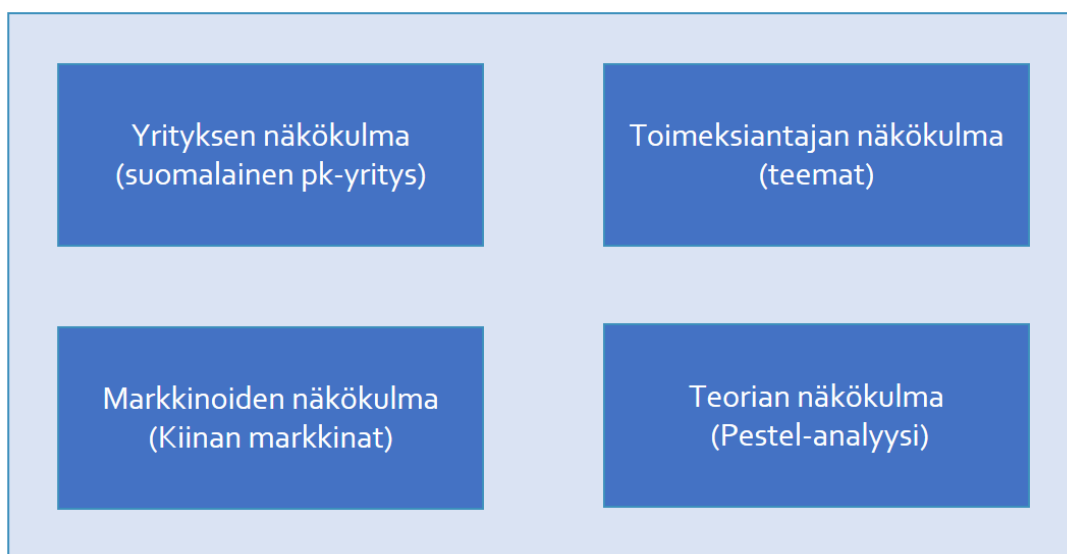 Yrityksen näkökulma
(suomalainen pk-yritys)
Toimeksiantajan näkökulma
(teemat)
Markkinoiden näkökulma
(Kiinan markkinat)
Teorian näkökulma
(Pestel-analyysi)